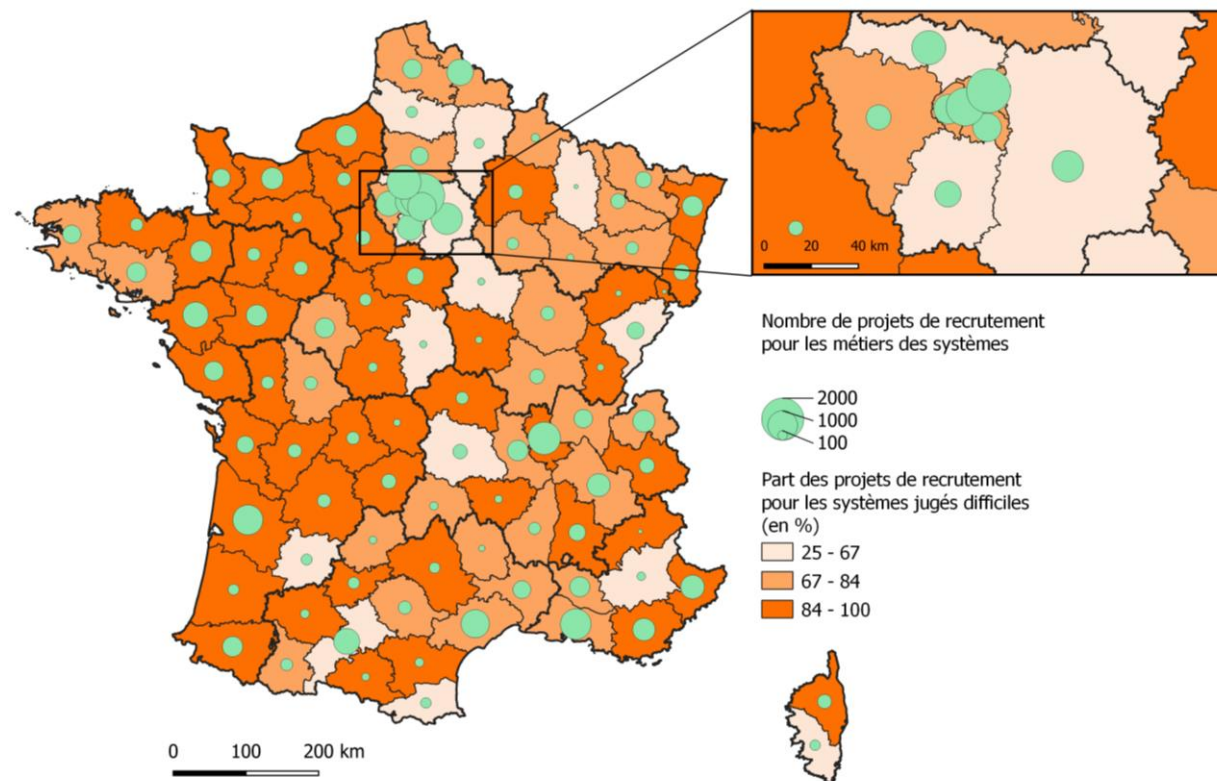 0 20 40 km
Nombre de projets de recrutement
pour les métiers des systèmes
2000
1000
100
Part des projets de recrutement
pour les systèmes jugés difficiles
(en %)
25 - 67
67 - 84
84 - 100
0 100 200 km